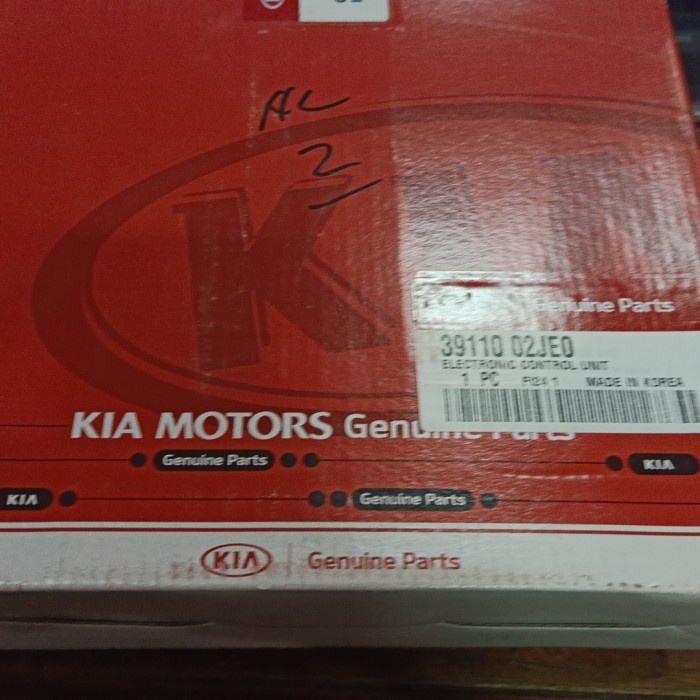 AC
2
KIA
Genuine Parts
39110 02JE0
ELECTRONIC CONTROL UNIT
1 PC MADE IN KOREA
KIA MOTORS Genuine Parts
Genuine Parts
KIA
KIA
Genuine Parts
KIA Genuine Parts